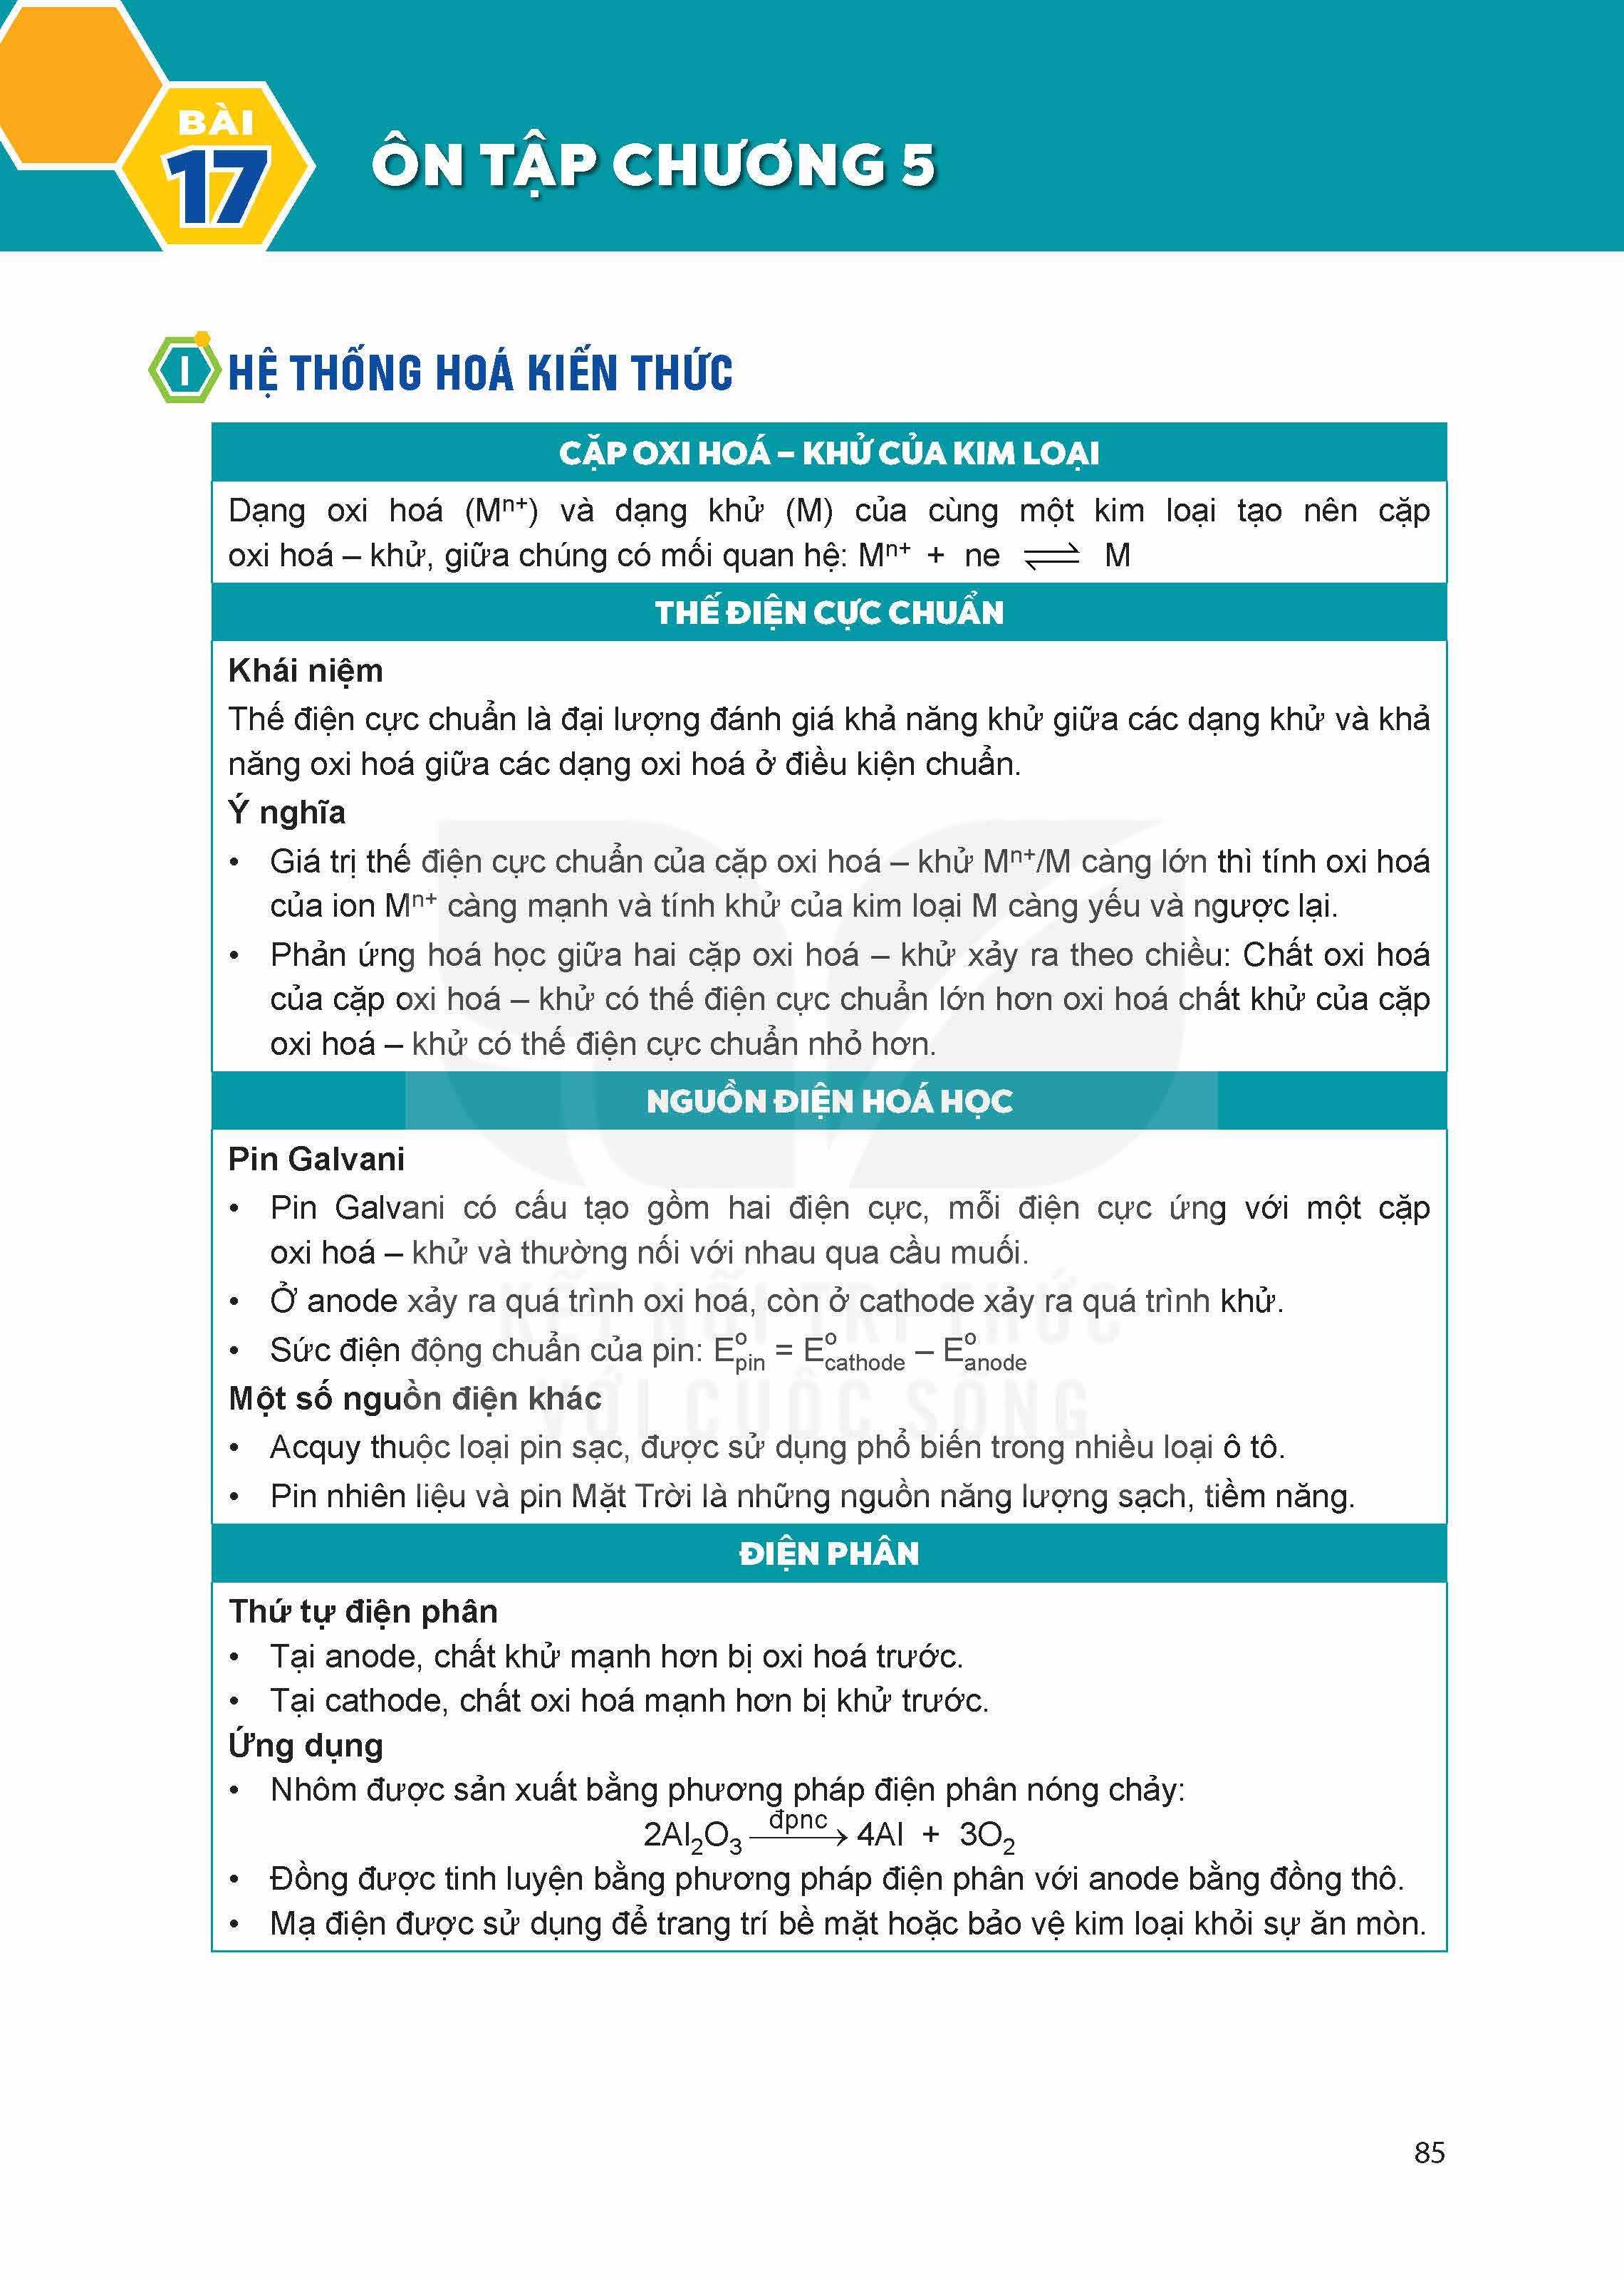 BÀI
17
ÔN TẬP CHƯƠNG 5
I HỆ THỐNG HOÁ KIẾN THỨC
CẶP OXI HOÁ – KHỬ CỦA KIM LOẠI
Dạng oxi hoá (Mⁿ⁺) và dạng khử (M) của cùng một kim loại tạo nên cặp
oxi hoá – khử, giữa chúng có mối quan hệ: Mⁿ⁺ + ne ⇌ M
THẾ ĐIỆN CỰC CHUẨN
Khái niệm
Thế điện cực chuẩn là đại lượng đánh giá khả năng khử giữa các dạng khử và khả
năng oxi hoá giữa các dạng oxi hoá ở điều kiện chuẩn.
Ý nghĩa
• Giá trị thế điện cực chuẩn của cặp oxi hoá – khử Mⁿ⁺/M càng lớn thì tính oxi hoá
của ion Mⁿ⁺ càng mạnh và tính khử của kim loại M càng yếu và ngược lại.
• Phản ứng hoá học giữa hai cặp oxi hoá – khử xảy ra theo chiều: Chất oxi hoá
của cặp oxi hoá – khử có thế điện cực chuẩn lớn hơn oxi hoá chất khử của cặp
oxi hoá – khử có thế điện cực chuẩn nhỏ hơn.
NGUỒN ĐIỆN HOÁ HỌC
Pin Galvani
• Pin Galvani có cấu tạo gồm hai điện cực, mỗi điện cực ứng với một cặp
oxi hoá – khử và thường nối với nhau qua cầu muối.
• Ở anode xảy ra quá trình oxi hoá, còn ở cathode xảy ra quá trình khử.
• Sức điện động chuẩn của pin: E°pin = E°cathode – E°anode
Một số nguồn điện khác
• Acquy thuộc loại pin sạc, được sử dụng phổ biến trong nhiều loại ô tô.
• Pin nhiên liệu và pin Mặt Trời là những nguồn năng lượng sạch, tiềm năng.
KẾT NỐI TRI THỨC
VỚI CUỘC SỐNG
ĐIỆN PHÂN
Thứ tự điện phân
• Tại anode, chất khử mạnh hơn bị oxi hoá trước.
• Tại cathode, chất oxi hoá mạnh hơn bị khử trước.
Ứng dụng
• Nhôm được sản xuất bằng phương pháp điện phân nóng chảy:
2Al₂O₃ —đpnc→ 4Al + 3O₂
• Đồng được tinh luyện bằng phương pháp điện phân với anode bằng đồng thô.
• Mạ điện được sử dụng để trang trí bề mặt hoặc bảo vệ kim loại khỏi sự ăn mòn.
85